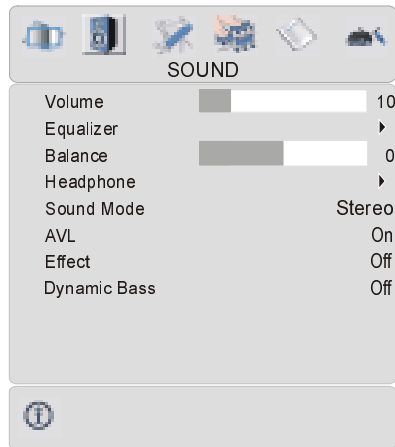 SOUND
Volume 10
Equalizer
Balance 0
Headphone
Sound Mode Stereo
AVL On
Effect Off
Dynamic Bass Off